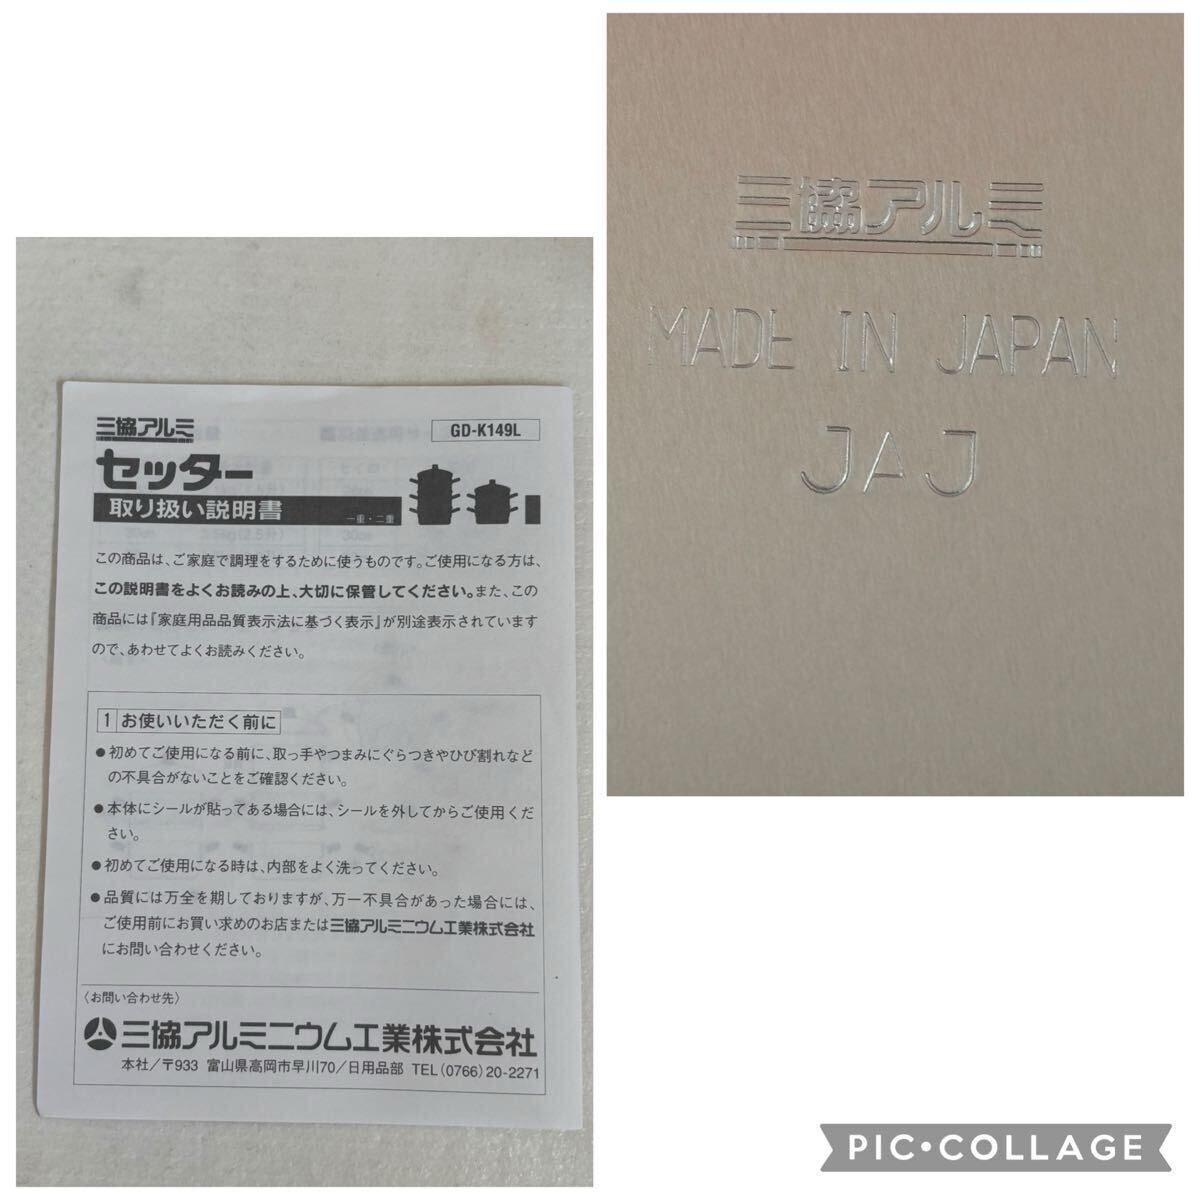 三協アルミ
GD-K149L
セッター
取り扱い説明書
一重・二重
この商品は、ご家庭で調理をするために使うものです。ご使用になる方は、
この説明書をよくお読みの上、大切に保管してください。また、この
商品には『家庭用品品質表示法に基づく表示』が別途表示されています
ので、あわせてよくお読みください。
1 お使いいただく前に
●初めてご使用になる前に、取っ手やつまみにぐらつきやひび割れなど
の不具合がないことをご確認ください。
●本体にシールが貼ってある場合には、シールを外してからご使用くだ
さい。
●初めてご使用になる時は、内部をよく洗ってください。
●品質には万全を期しておりますが、万一不具合があった場合には、
ご使用前にお買い求めのお店または三協アルミニウム工業株式会社
にお問い合わせください。
〈お問い合わせ先〉
三協アルミニウム工業株式会社
本社/〒933 富山県高岡市早川70/日用品部 TEL(0766)20-2271
三協アルミ
MADE IN JAPAN
JAJ
PIC•COLLAGE